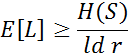 E[L] ≥ H(S) / ld r